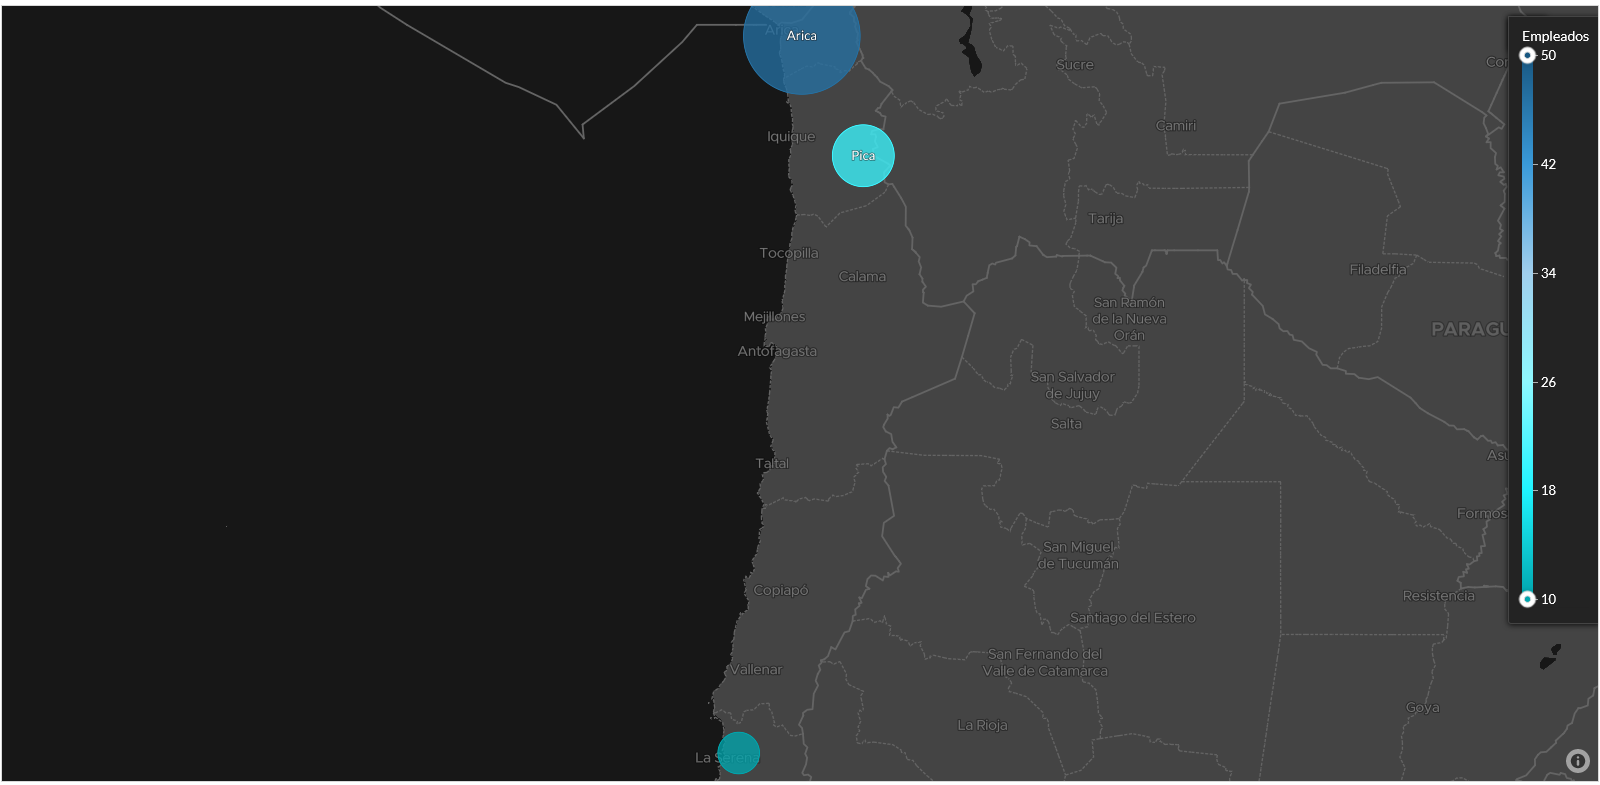 Arica
Empleados
50
Sucre
Camiri
Iquique
Pica
42
Tarija
Tocopilla
Calama
Filadelfia
34
San Ramón
de la Nueva
Orán
Mejillones
PARAGU
Antofagasta
San Salvador
de Jujuy
26
Salta
Taltal
Asu
18
Formos
San Miguel
de Tucumán
Copiapó
Resistencia
10
Santiago del Estero
San Fernando del
Valle de Catamarca
Vallenar
Goya
La Rioja
La Serena